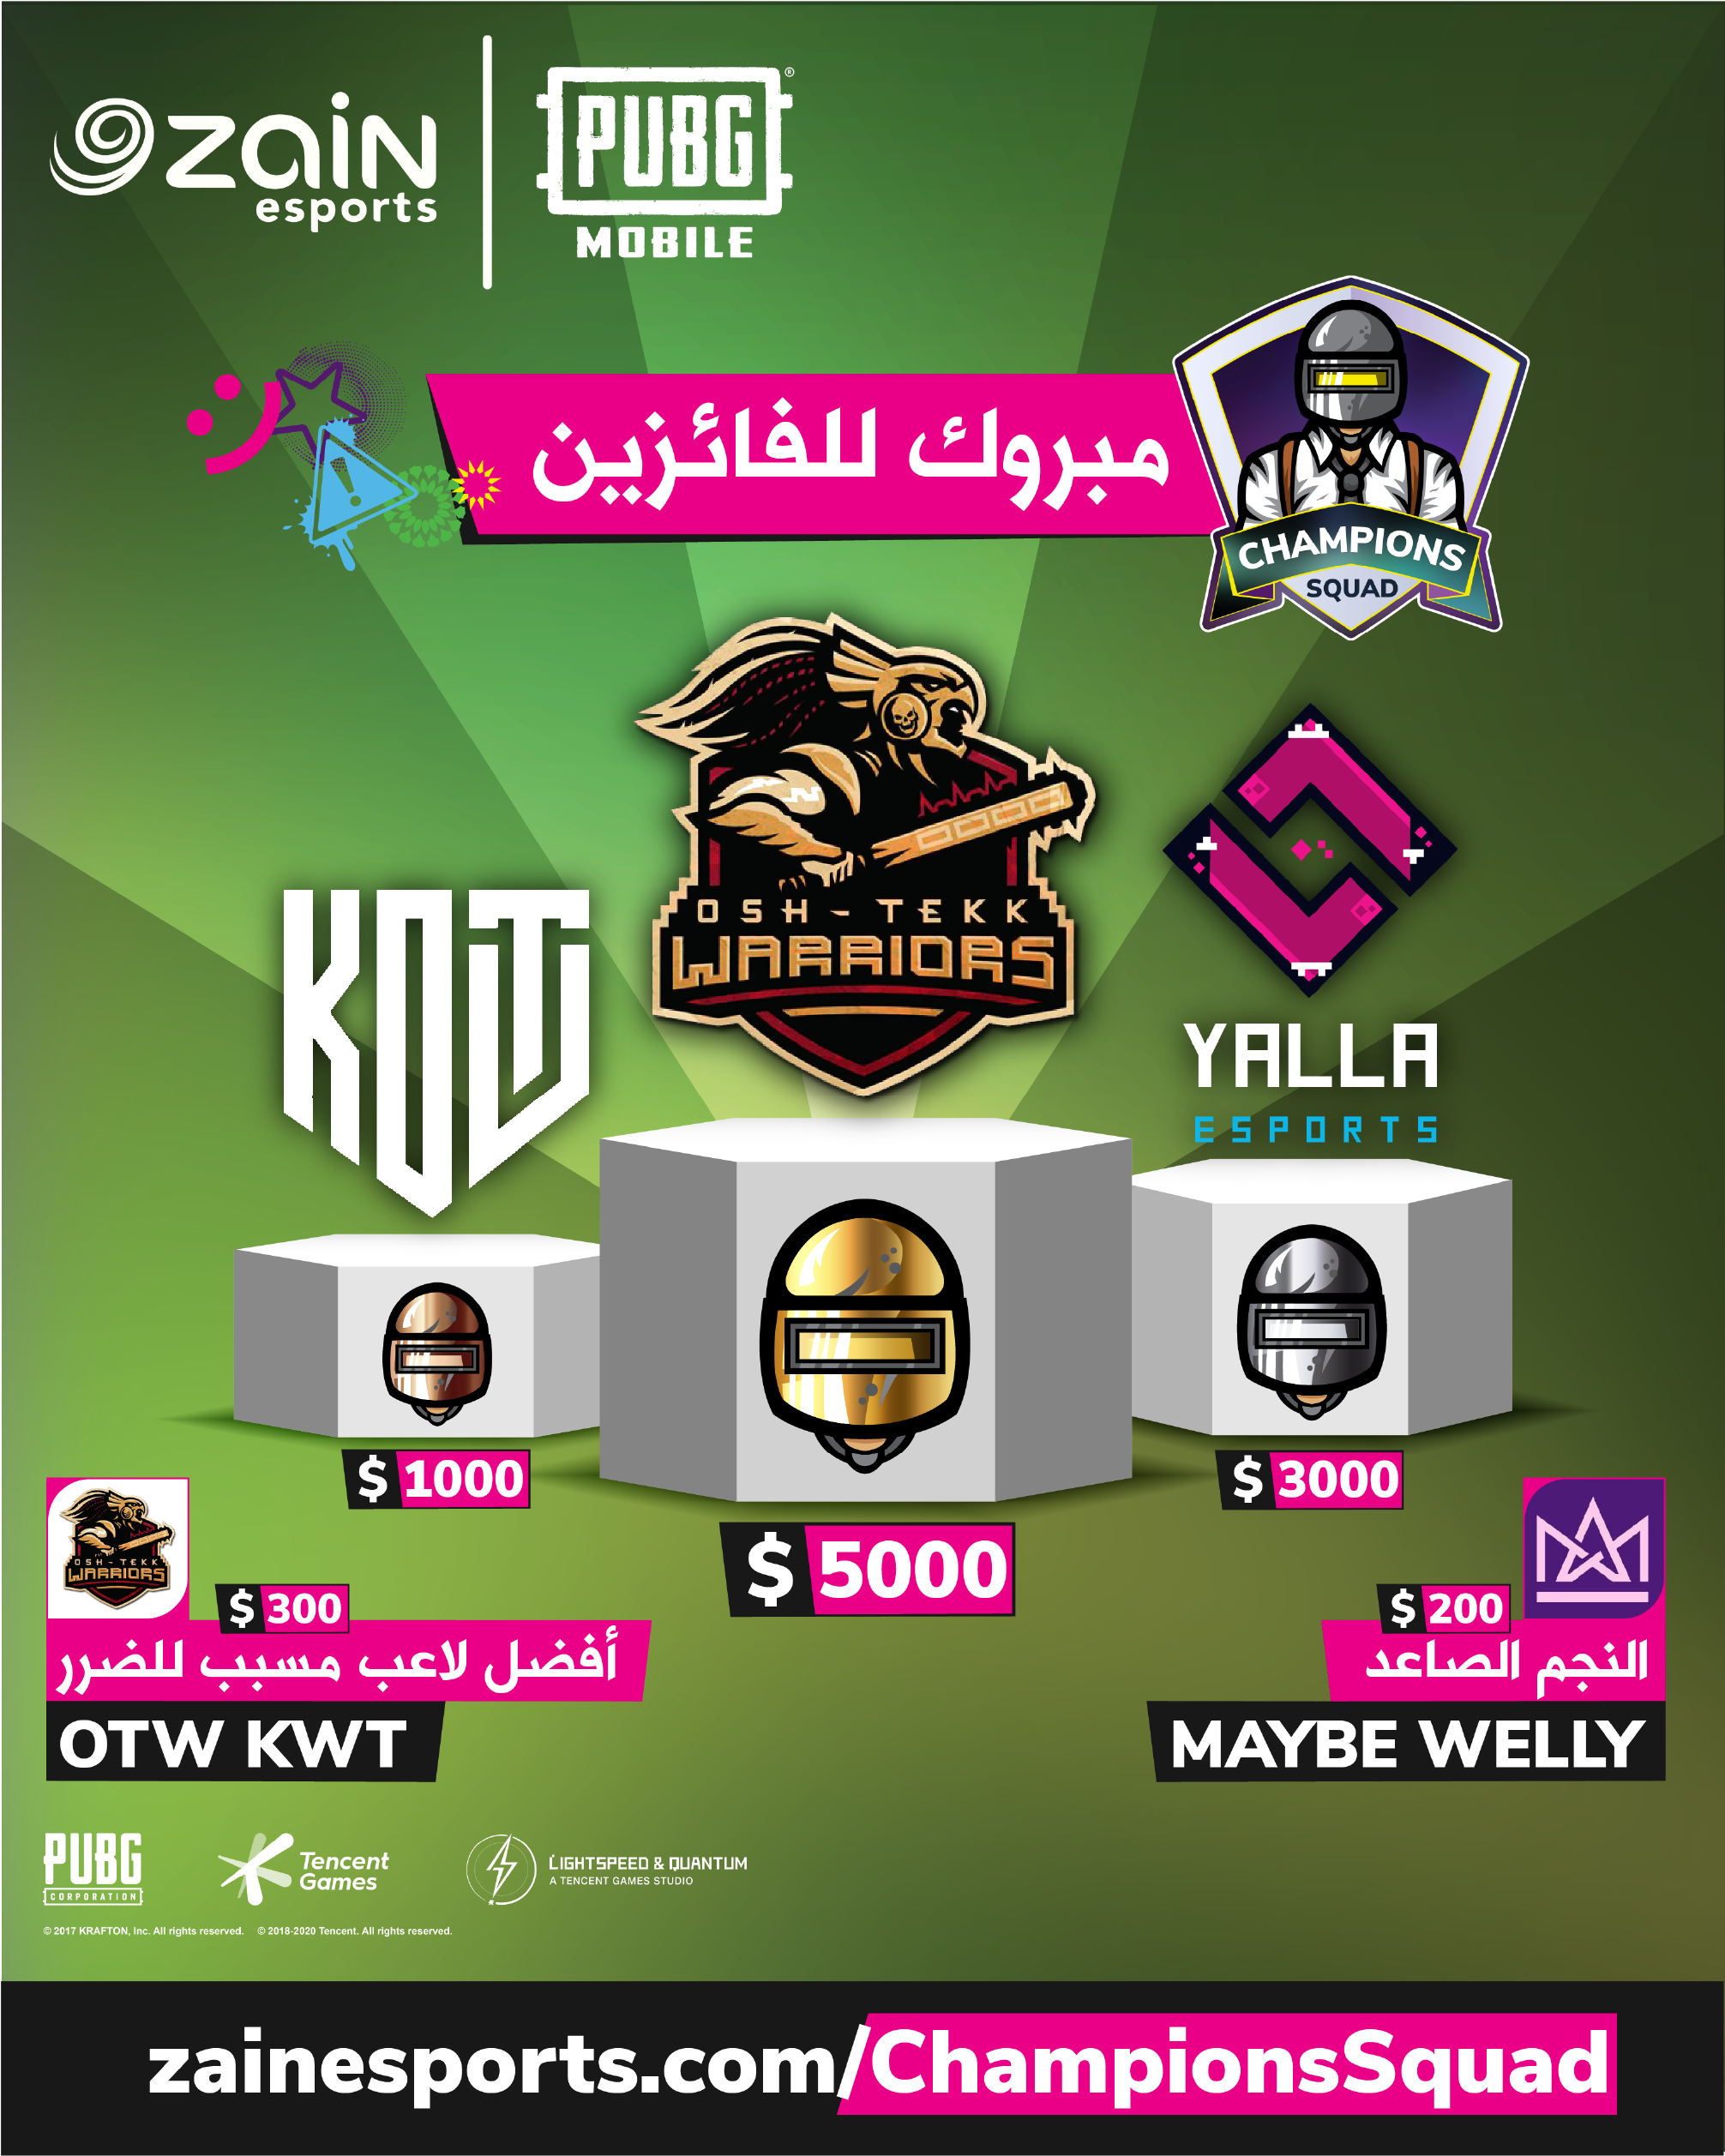 zain
esports
PUBG
MOBILE
مبروك للفائزين
CHAMPIONS
SQUAD
OSH-TEKK
WARRIORS
YALLA
ESPORTS
$ 1000
$ 3000
$ 5000
OSH-TEKK
WARRIORS
$ 300
أفضل لاعب مسبب للضرر
OTW KWT
$ 200
النجم الصاعد
MAYBE WELLY
PUBG
CORPORATION
Tencent
Games
LIGHTSPEED & QUANTUM
A TENCENT GAMES STUDIO
© 2017 KRAFTON, Inc. All rights reserved. © 2018-2020 Tencent. All rights reserved.
zainesports.com/ChampionsSquad